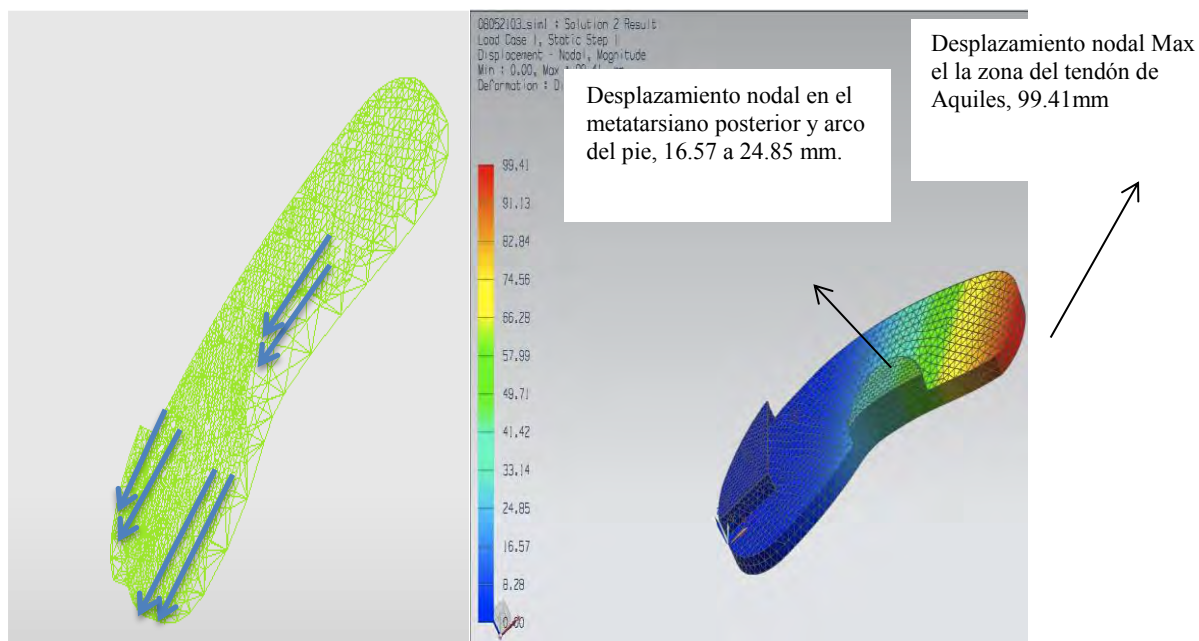 08052103_sim1 : Solution 2 Result
Load Case 1, Static Step 1
Displacement - Nodal, Magnitude
Min : 0.00, Max
Deformation :
Desplazamiento nodal en el
metatarsiano posterior y arco
del pie, 16.57 a 24.85 mm.
Desplazamiento nodal Max
el la zona del tendón de
Aquiles, 99.41mm
99.41
91.13
82.84
74.56
66.28
57.99
49.71
41.42
33.14
24.85
16.57
8.28